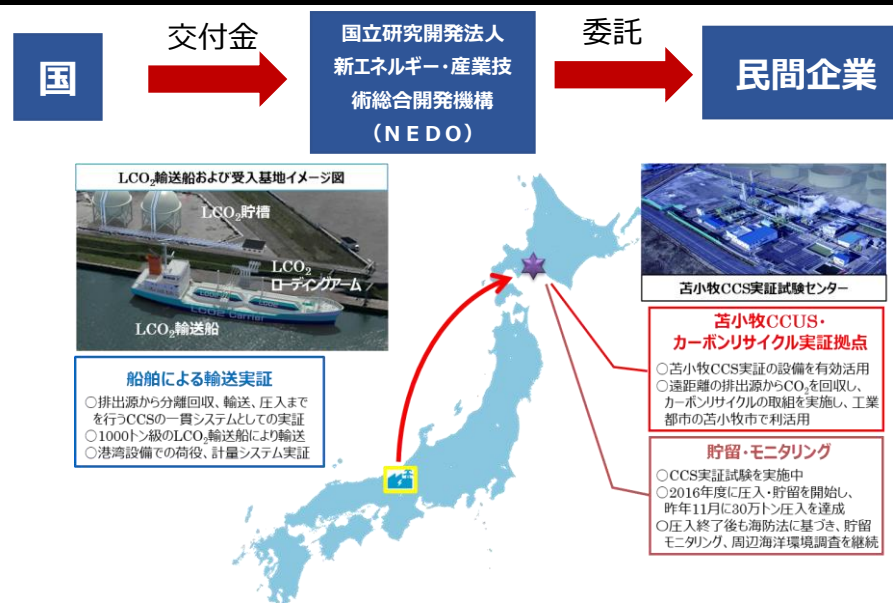 国
交付金
国立研究開発法人
新エネルギー・産業技
術総合開発機構
（ＮＥＤＯ）
委託
民間企業
LCO₂輸送船および受入基地イメージ図
LCO₂貯槽
LCO₂
ローディングアーム
LCO₂ Carrier
LCO₂輸送船
苫小牧CCS実証試験センター
船舶による輸送実証
○排出源から分離回収、輸送、圧入まで
を行うCCSの一貫システムとしての実証
○1000トン級のLCO₂輸送船により輸送
○港湾設備での荷役、計量システム実証
苫小牧CCUS・
カーボンリサイクル実証拠点
○苫小牧CCS実証の設備を有効活用
○遠距離の排出源からCO₂を回収し、
カーボンリサイクルの取組を実施し、工業
都市の苫小牧市で利活用
貯留・モニタリング
○CCS実証試験を実施中
○2016年度に圧入・貯留を開始し、
昨年11月に30万トン圧入を達成
○圧入終了後も海防法に基づき、貯留
モニタリング、周辺海洋環境調査を継続